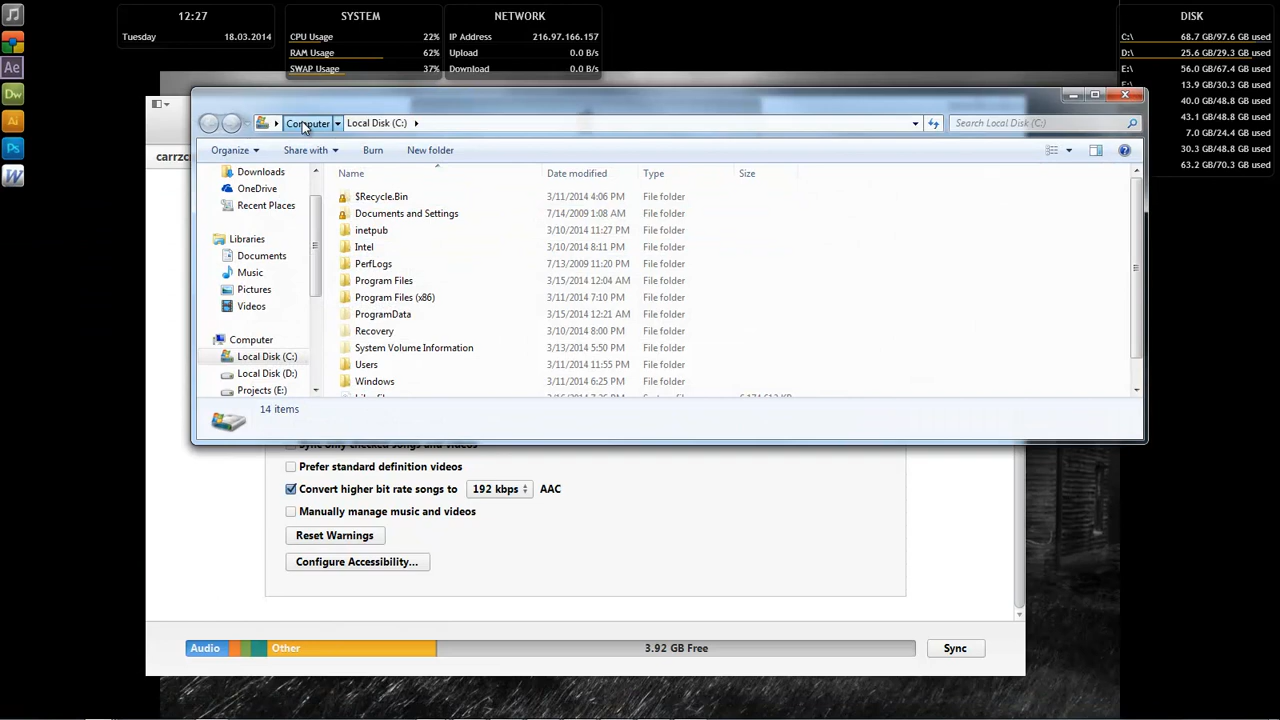 12:27
Tuesday 18.03.2014
SYSTEM
CPU Usage 22%
RAM Usage 62%
SWAP Usage 37%
NETWORK
IP Address 216.97.166.157
Upload 0.0 B/s
Download 0.0 B/s
DISK
C:\ 68.7 GB/97.6 GB used
D:\ 25.6 GB/29.3 GB used
E:\ 56.0 GB/67.4 GB used
F:\ 13.9 GB/30.3 GB used
40.0 GB/48.8 GB used
43.1 GB/48.8 GB used
7.0 GB/24.4 GB used
30.3 GB/48.8 GB used
63.2 GB/70.3 GB used
Ae
Dw
Ai
Ps
W
Computer Local Disk (C:)
Search Local Disk (C:)
Organize Share with Burn New folder
Downloads
OneDrive
Recent Places
Libraries
Documents
Music
Pictures
Videos
Computer
Local Disk (C:)
Local Disk (D:)
Projects (E:)
Name Date modified Type Size
$Recycle.Bin 3/11/2014 4:06 PM File folder
Documents and Settings 7/14/2009 1:08 AM File folder
inetpub 3/10/2014 11:27 PM File folder
Intel 3/10/2014 8:11 PM File folder
PerfLogs 7/13/2009 11:20 PM File folder
Program Files 3/15/2014 12:04 AM File folder
Program Files (x86) 3/11/2014 7:10 PM File folder
ProgramData 3/15/2014 12:21 AM File folder
Recovery 3/10/2014 8:00 PM File folder
System Volume Information 3/13/2014 5:50 PM File folder
Users 3/11/2014 11:55 PM File folder
Windows 3/11/2014 6:25 PM File folder
14 items
carrzo
Sync only checked songs and videos
Prefer standard definition videos
Convert higher bit rate songs to 192 kbps AAC
Manually manage music and videos
Reset Warnings
Configure Accessibility...
Audio Other 3.92 GB Free Sync